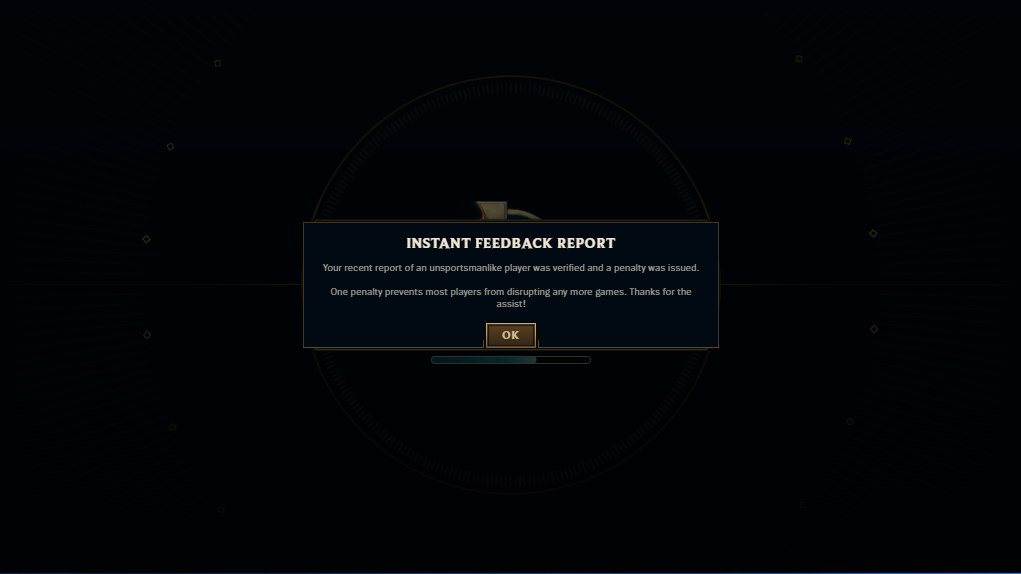 INSTANT FEEDBACK REPORT
Your recent report of an unsportsmanlike player was verified and a penalty was issued.
One penalty prevents most players from disrupting any more games. Thanks for the
assist!
OK